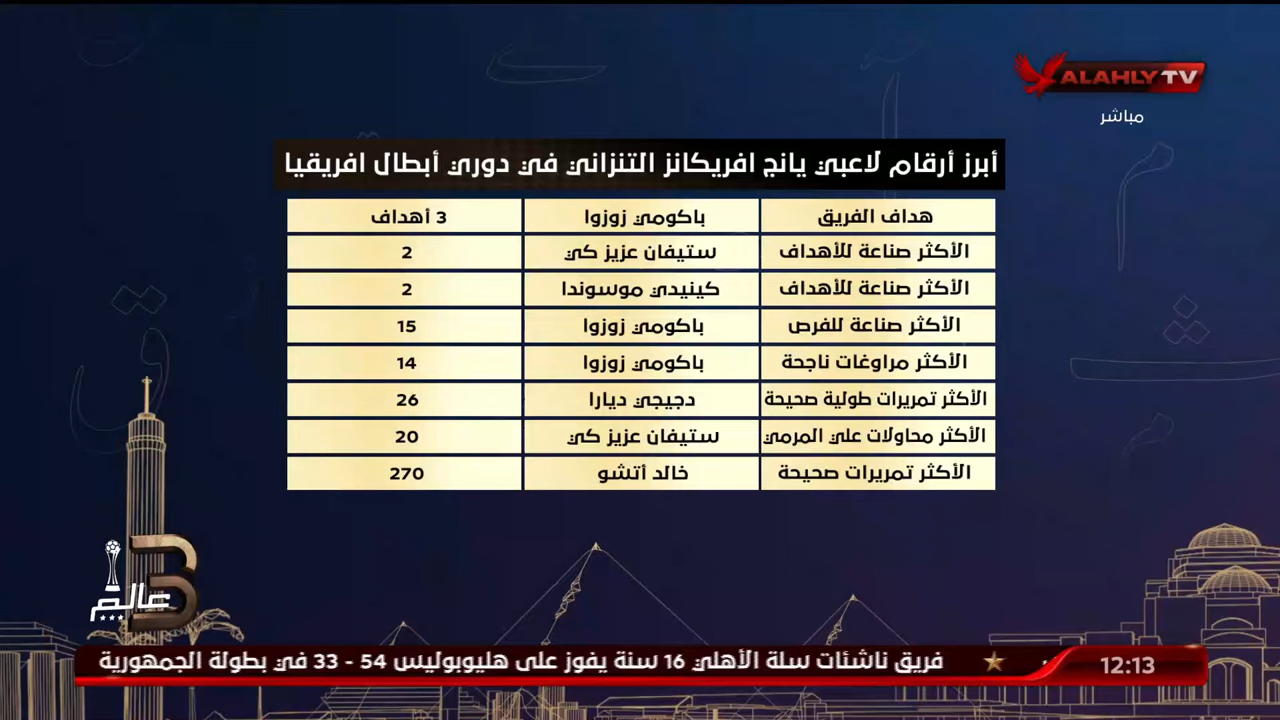 ALAHLY TV
مباشر
أبرز أرقام لاعبي يانج افريكانز التنزاني في دوري أبطال افريقيا
هداف الفريق باكومي زوزوا 3 أهداف
الأكثر صناعة للأهداف ستيفان عزيز كي 2
الأكثر صناعة للأهداف كينيدي موسوندا 2
الأكثر صناعة للفرص باكومي زوزوا 15
الأكثر مراوغات ناجحة باكومي زوزوا 14
الأكثر تمريرات طولية صحيحة دجيجي ديارا 26
الأكثر محاولات علي المرمي ستيفان عزيز كي 20
الأكثر تمريرات صحيحة خالد أتشو 270
3 عالم
12:13 فريق ناشئات سلة الأهلي 16 سنة يفوز على هليوبوليس 54 - 33 في بطولة الجمهورية